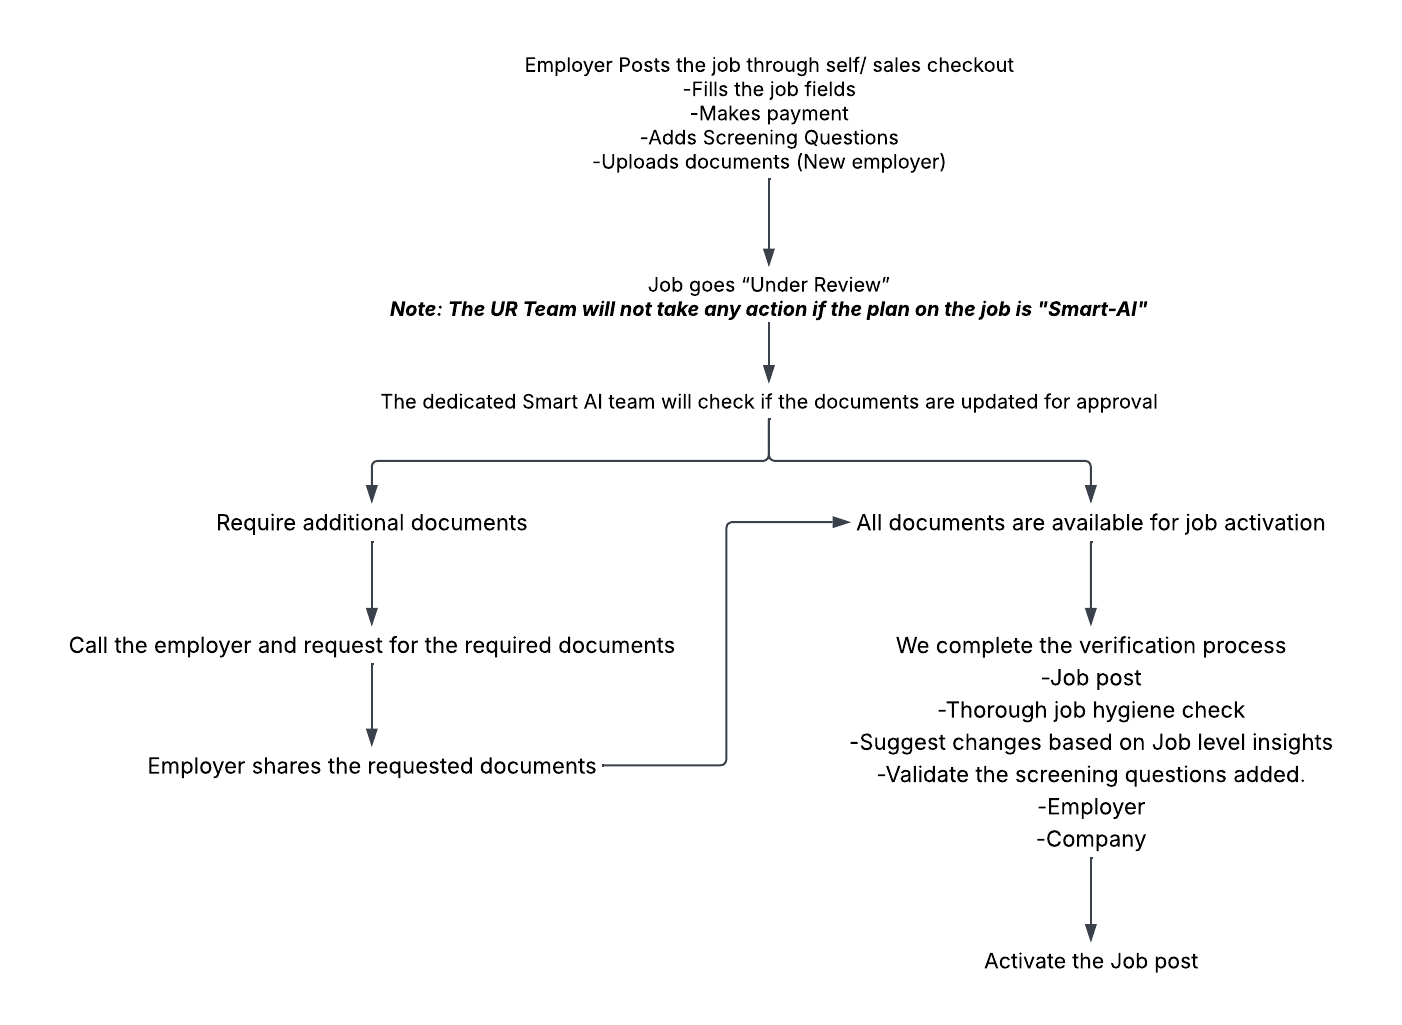 Employer Posts the job through self/ sales checkout
-Fills the job fields
-Makes payment
-Adds Screening Questions
-Uploads documents (New employer)
Job goes “Under Review”
Note: The UR Team will not take any action if the plan on the job is "Smart-AI"
The dedicated Smart AI team will check if the documents are updated for approval
Require additional documents
Call the employer and request for the required documents
Employer shares the requested documents
All documents are available for job activation
We complete the verification process
-Job post
-Thorough job hygiene check
-Suggest changes based on Job level insights
-Validate the screening questions added.
-Employer
-Company
Activate the Job post